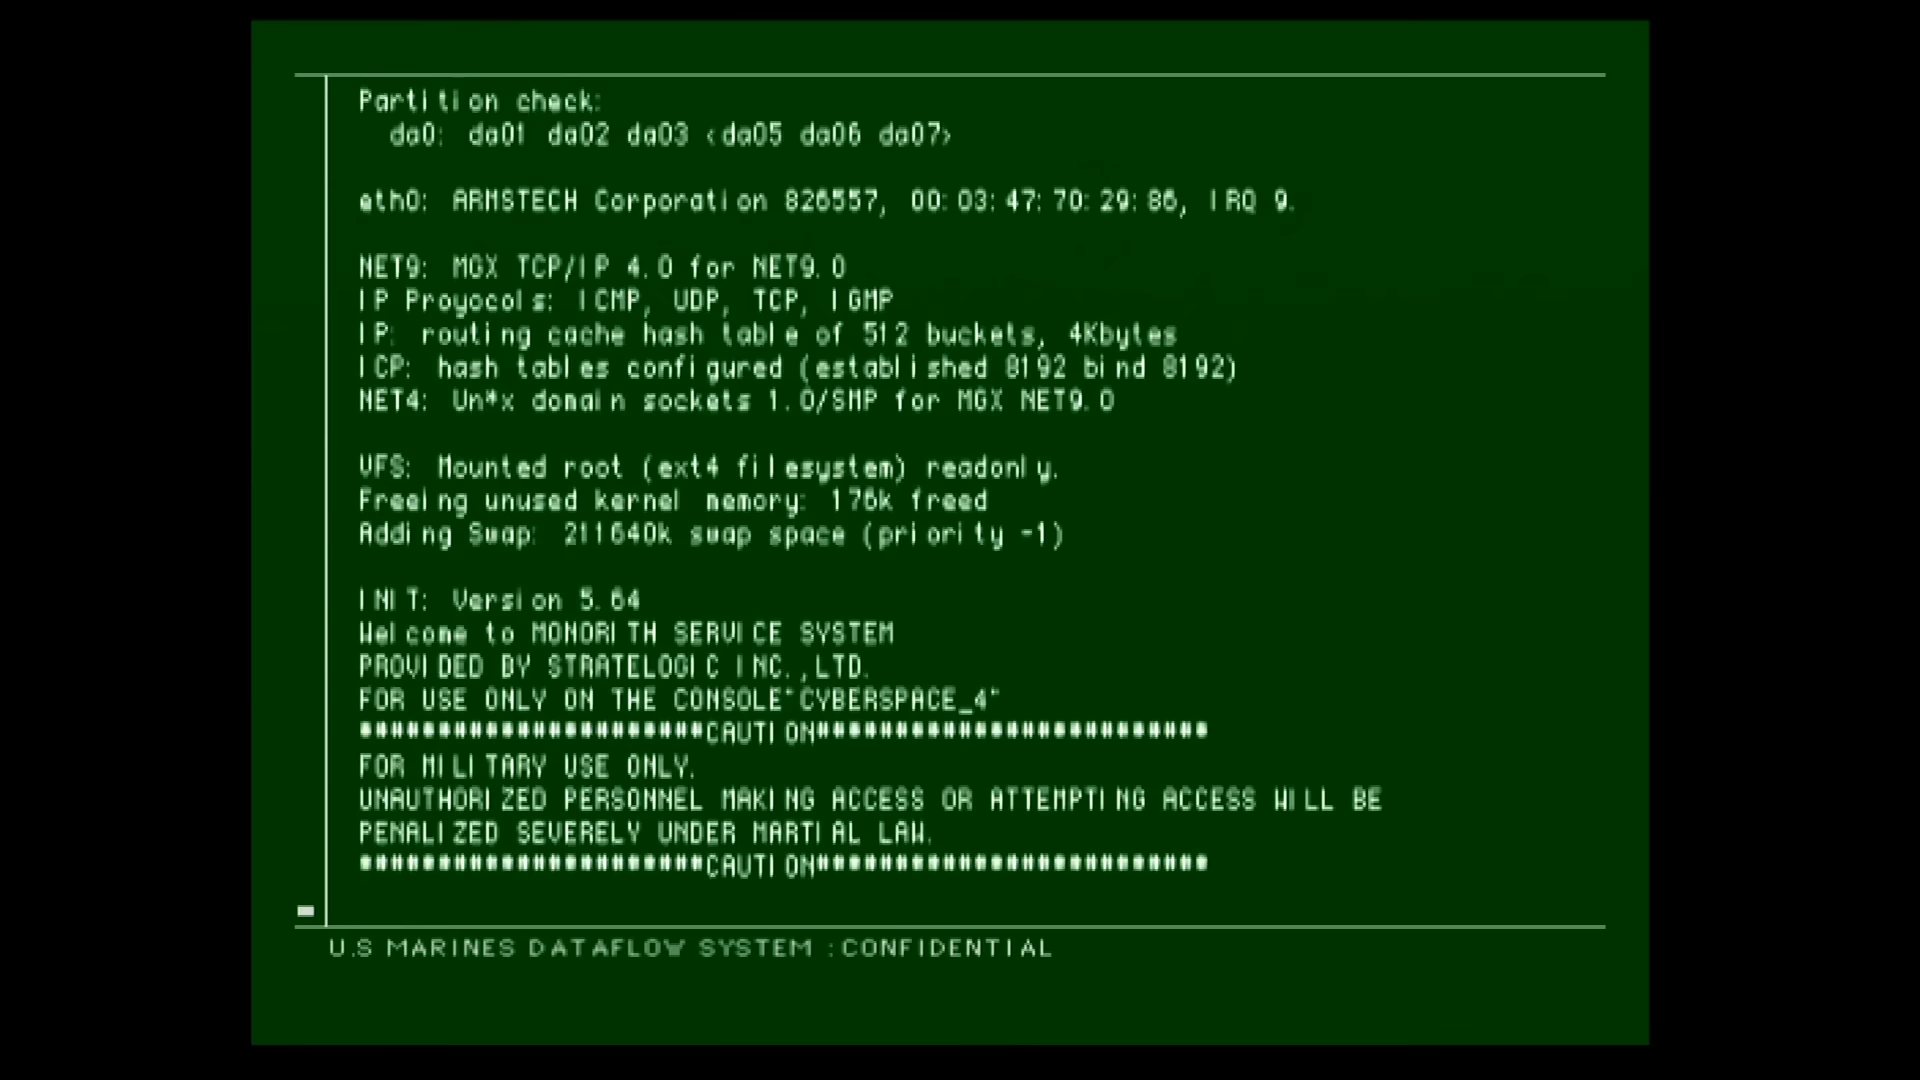 Partition check:
da0: da01 da02 da03 <da05 da06 da07>
eth0: ARMSTECH Corporation 826557, 00:03:47:70:29:86, IRQ 9.
NET9: MGX TCP/IP 4.0 for NET9.0
IP Proyocols: ICMP, UDP, TCP, IGMP
IP: routing cache hash table of 512 buckets, 4Kbytes
ICP: hash tables configured (established 8192 bind 8192)
NET4: Un*x domain sockets 1.0/SMP for MGX NET9.0
VFS: Mounted root (ext4 filesystem) readonly.
Freeing unused kernel memory: 176k freed
Adding Swap: 211640k swap space (priority -1)
INIT: Version 5.64
Welcome to MONORITH SERVICE SYSTEM
PROVIDED BY STRATELOGIC INC.,LTD.
FOR USE ONLY ON THE CONSOLE"CYBERSPACE_4"
######################CAUTION#########################
FOR MILITARY USE ONLY.
UNAUTHORIZED PERSONNEL MAKING ACCESS OR ATTEMPTING ACCESS WILL BE
PENALIZED SEVERELY UNDER MARTIAL LAW.
######################CAUTION#########################
U.S MARINES DATAFLOW SYSTEM :CONFIDENTIAL